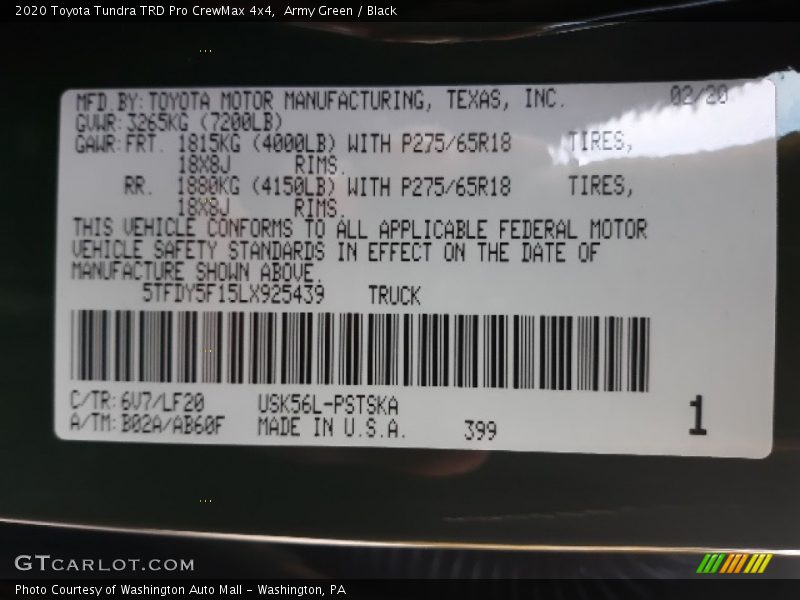 2020 Toyota Tundra TRD Pro CrewMax 4x4, Army Green / Black
MFD.BY: TOYOTA MOTOR MANUFACTURING, TEXAS, INC. 02/20
GVWR: 3265KG (7200LB)
GAWR: FRT. 1815KG (4000LB) WITH P275/65R18 TIRES,
18X8J RIMS.
RR. 1880KG (4150LB) WITH P275/65R18 TIRES,
18X8J RIMS.
THIS VEHICLE CONFORMS TO ALL APPLICABLE FEDERAL MOTOR
VEHICLE SAFETY STANDARDS IN EFFECT ON THE DATE OF
MANUFACTURE SHOWN ABOVE.
5TFDY5F15LX925439 TRUCK
C/TR: 6V7/LF20 USK56L-PSTSKA
A/TM: B02A/AB60F MADE IN U.S.A. 399
1
GTCARLOT.COM
Photo Courtesy of Washington Auto Mall - Washington, PA